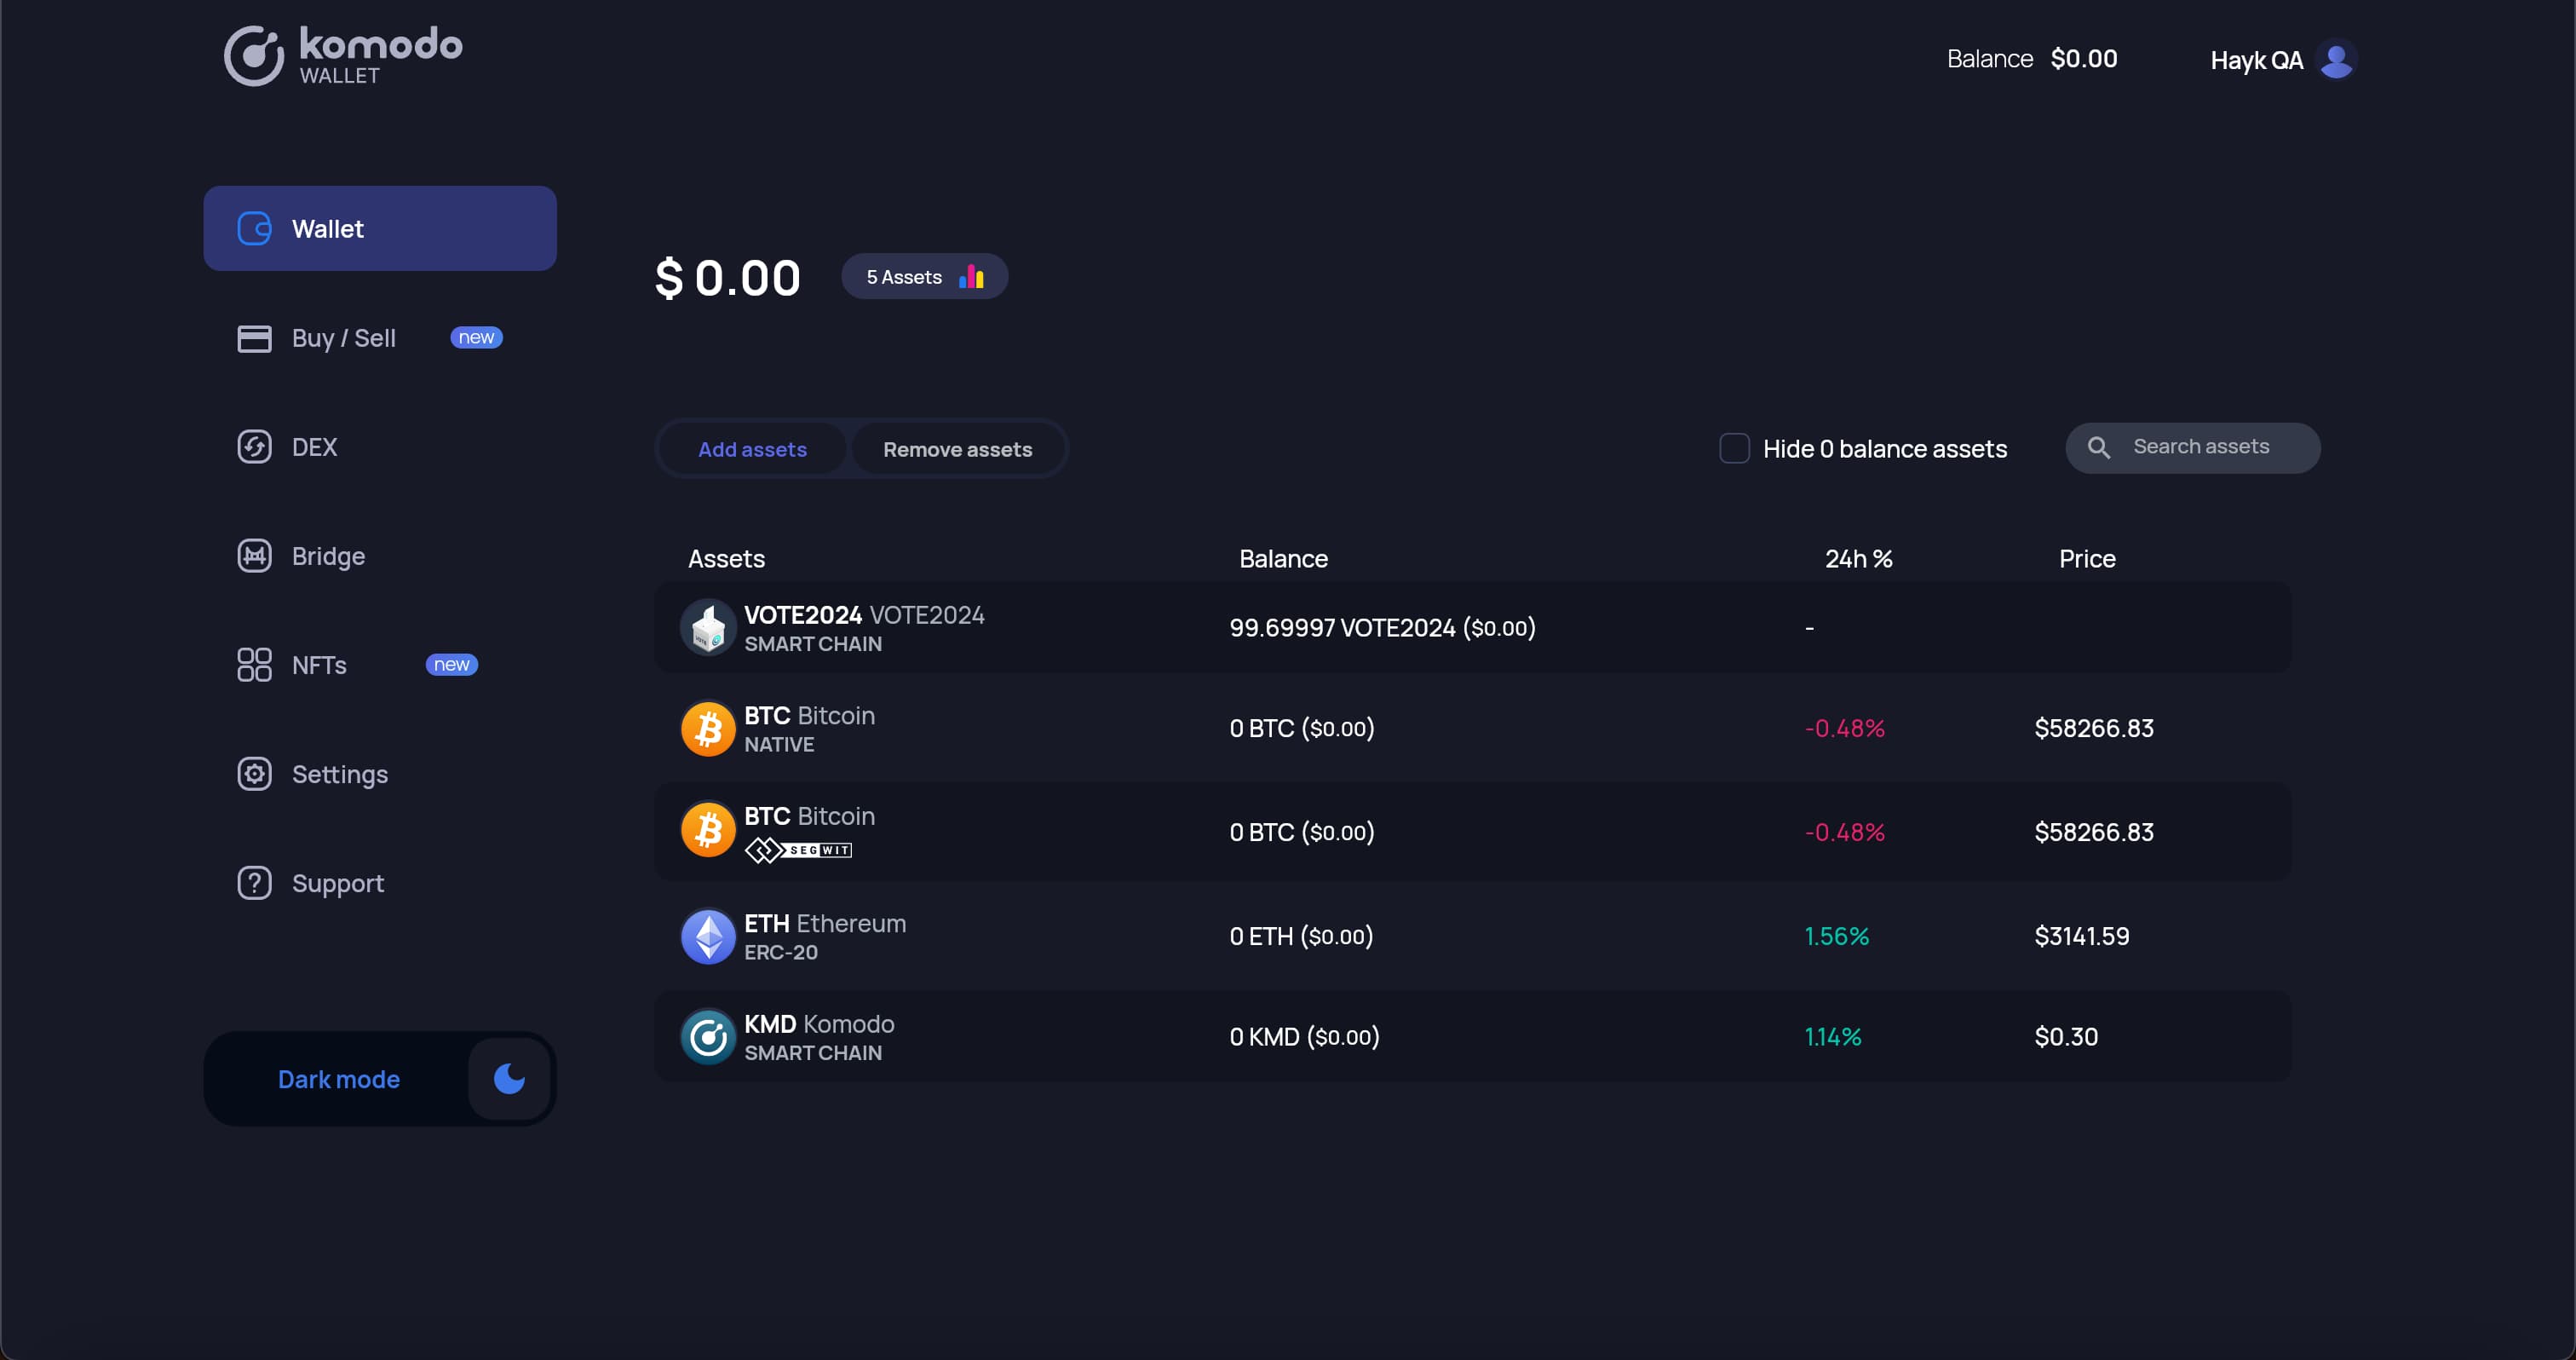 komodo
WALLET
Balance $0.00
Hayk QA
Wallet
Buy / Sell new
DEX
Bridge
NFTs new
Settings
Support
Dark mode
$ 0.00
5 Assets
Add assets
Remove assets
Hide 0 balance assets
Search assets
Assets Balance 24h % Price
VOTE2024 VOTE2024
SMART CHAIN
99.69997 VOTE2024 ($0.00)
-
BTC Bitcoin
NATIVE
0 BTC ($0.00)
-0.48%
$58266.83
BTC Bitcoin
SEGWIT
0 BTC ($0.00)
-0.48%
$58266.83
ETH Ethereum
ERC-20
0 ETH ($0.00)
1.56%
$3141.59
KMD Komodo
SMART CHAIN
0 KMD ($0.00)
1.14%
$0.30